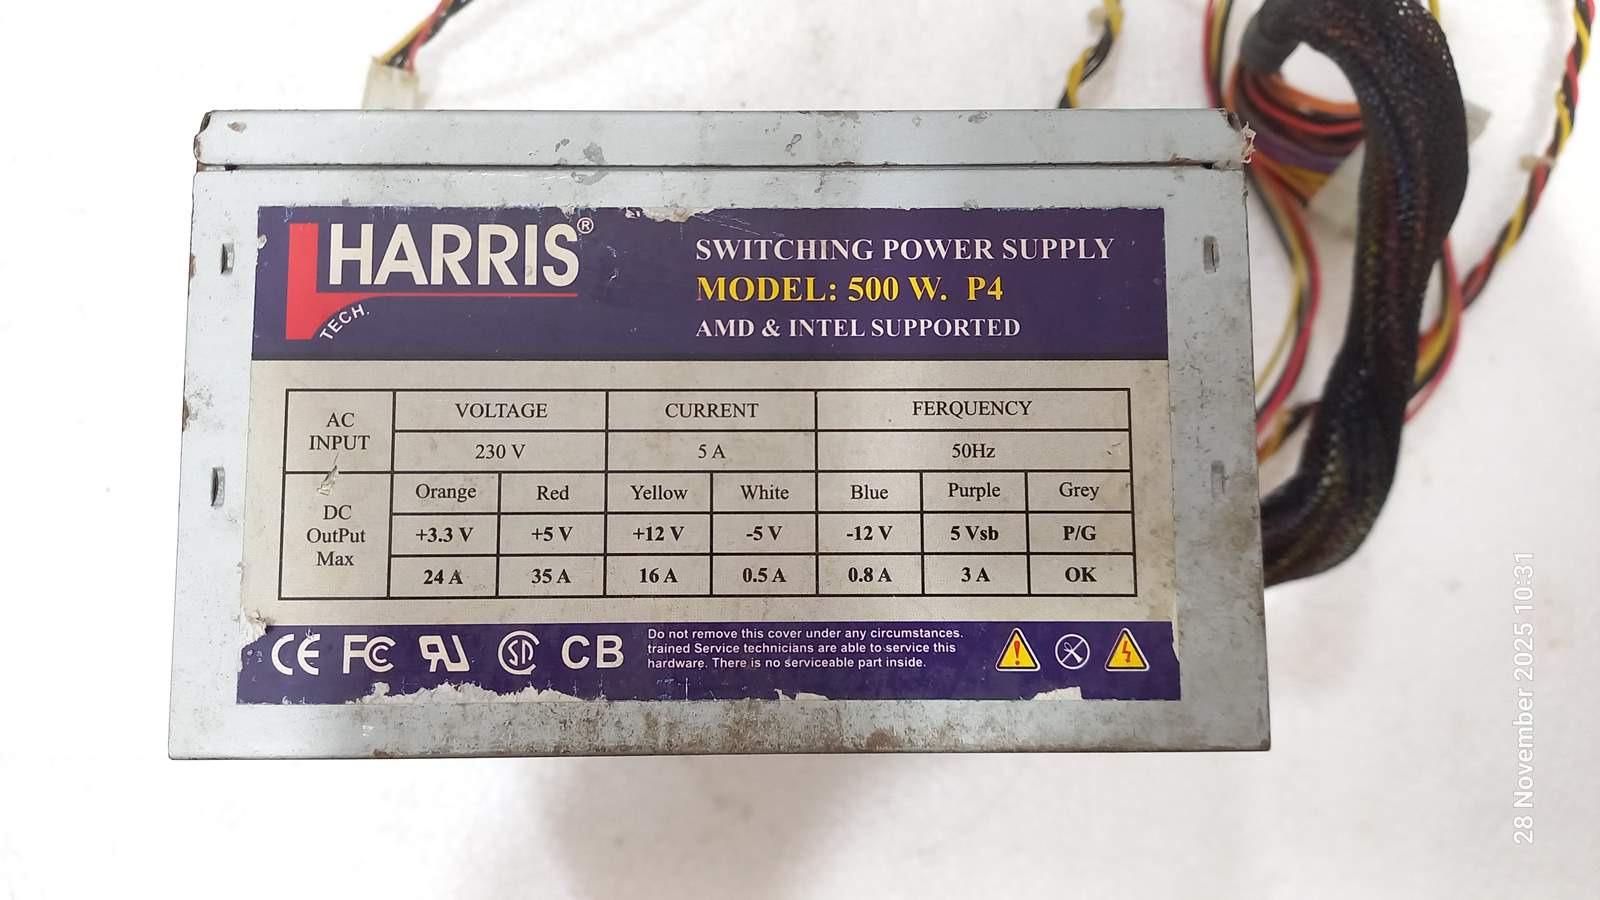 HARRIS®
TECH.
SWITCHING POWER SUPPLY
MODEL: 500 W. P4
AMD & INTEL SUPPORTED
AC INPUT VOLTAGE CURRENT FERQUENCY
230 V 5 A 50Hz
DC OutPut Max Orange Red Yellow White Blue Purple Grey
+3.3 V +5 V +12 V -5 V -12 V 5 Vsb P/G
24 A 35 A 16 A 0.5 A 0.8 A 3 A OK
CE FC RU SP CB
Do not remove this cover under any circumstances.
trained Service technicians are able to service this
hardware. There is no serviceable part inside.
28 November 2025 10:31